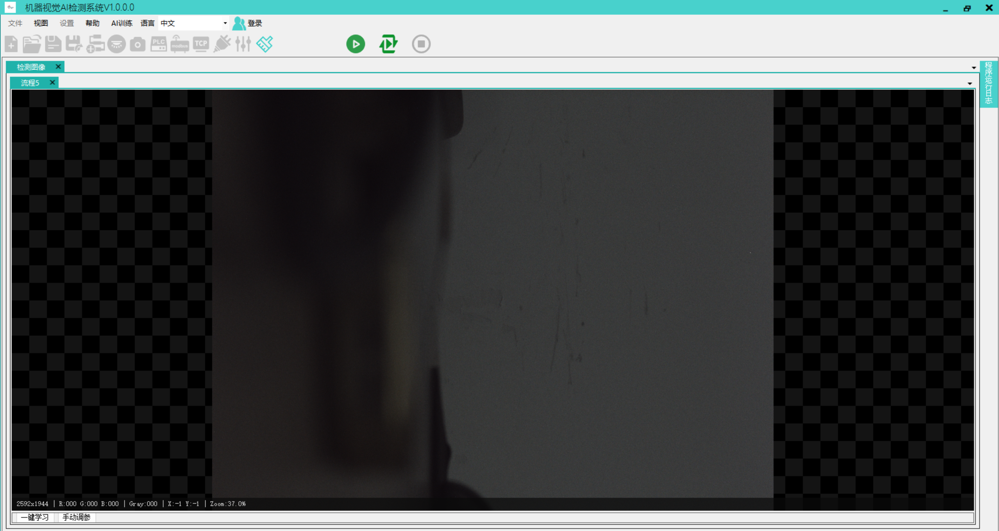 机器视觉AI检测系统V1.0.0.0
文件 视图 设置 帮助 AI训练 语言 中文 登录
PLC modbus TCP
检测图像
流程5
程序运行日志
2592x1944 | R:000 G:000 B:000 | Gray:000 | X:-1 Y:-1 | Zoom:37.0%
一键学习 手动调参